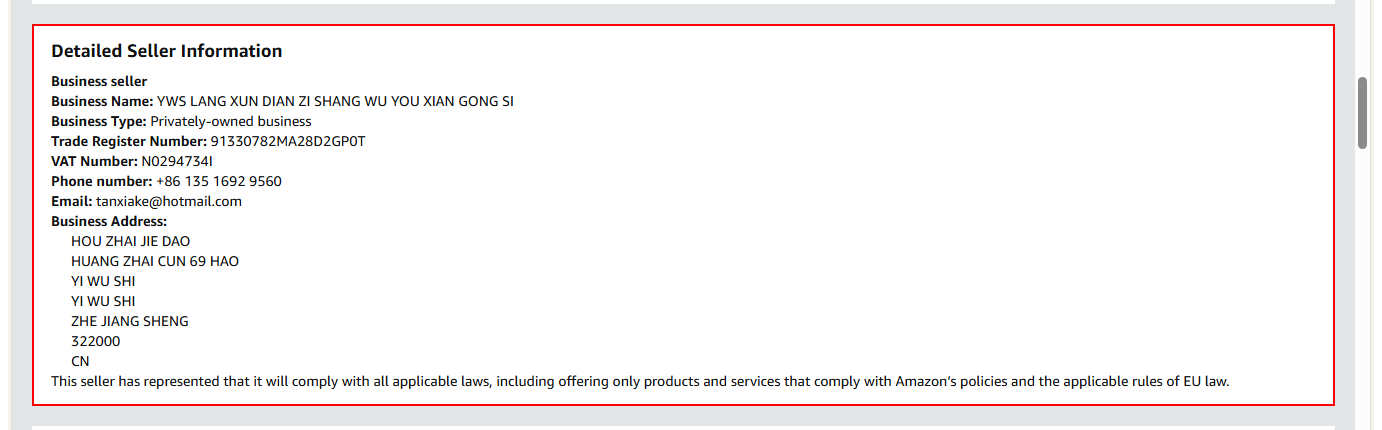 Detailed Seller Information
Business seller
Business Name: YWS LANG XUN DIAN ZI SHANG WU YOU XIAN GONG SI
Business Type: Privately-owned business
Trade Register Number: 91330782MA28D2GP0T
VAT Number: N0294734I
Phone number: +86 135 1692 9560
Email: tanxiake@hotmail.com
Business Address:
HOU ZHAI JIE DAO
HUANG ZHAI CUN 69 HAO
YI WU SHI
YI WU SHI
ZHE JIANG SHENG
322000
CN
This seller has represented that it will comply with all applicable laws, including offering only products and services that comply with Amazon’s policies and the applicable rules of EU law.